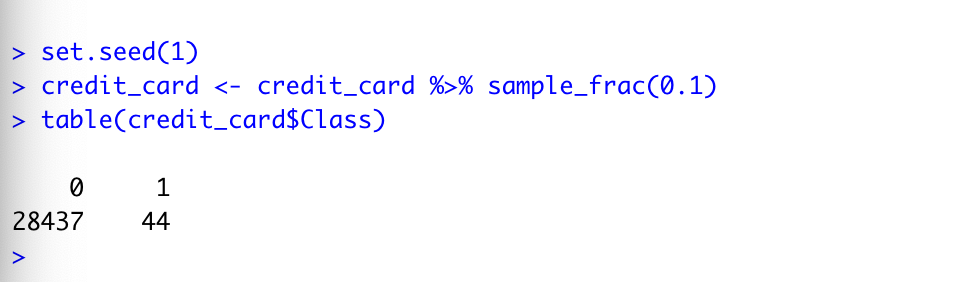 > set.seed(1)
> credit_card <- credit_card %>% sample_frac(0.1)
> table(credit_card$Class)
0 1
28437 44
>